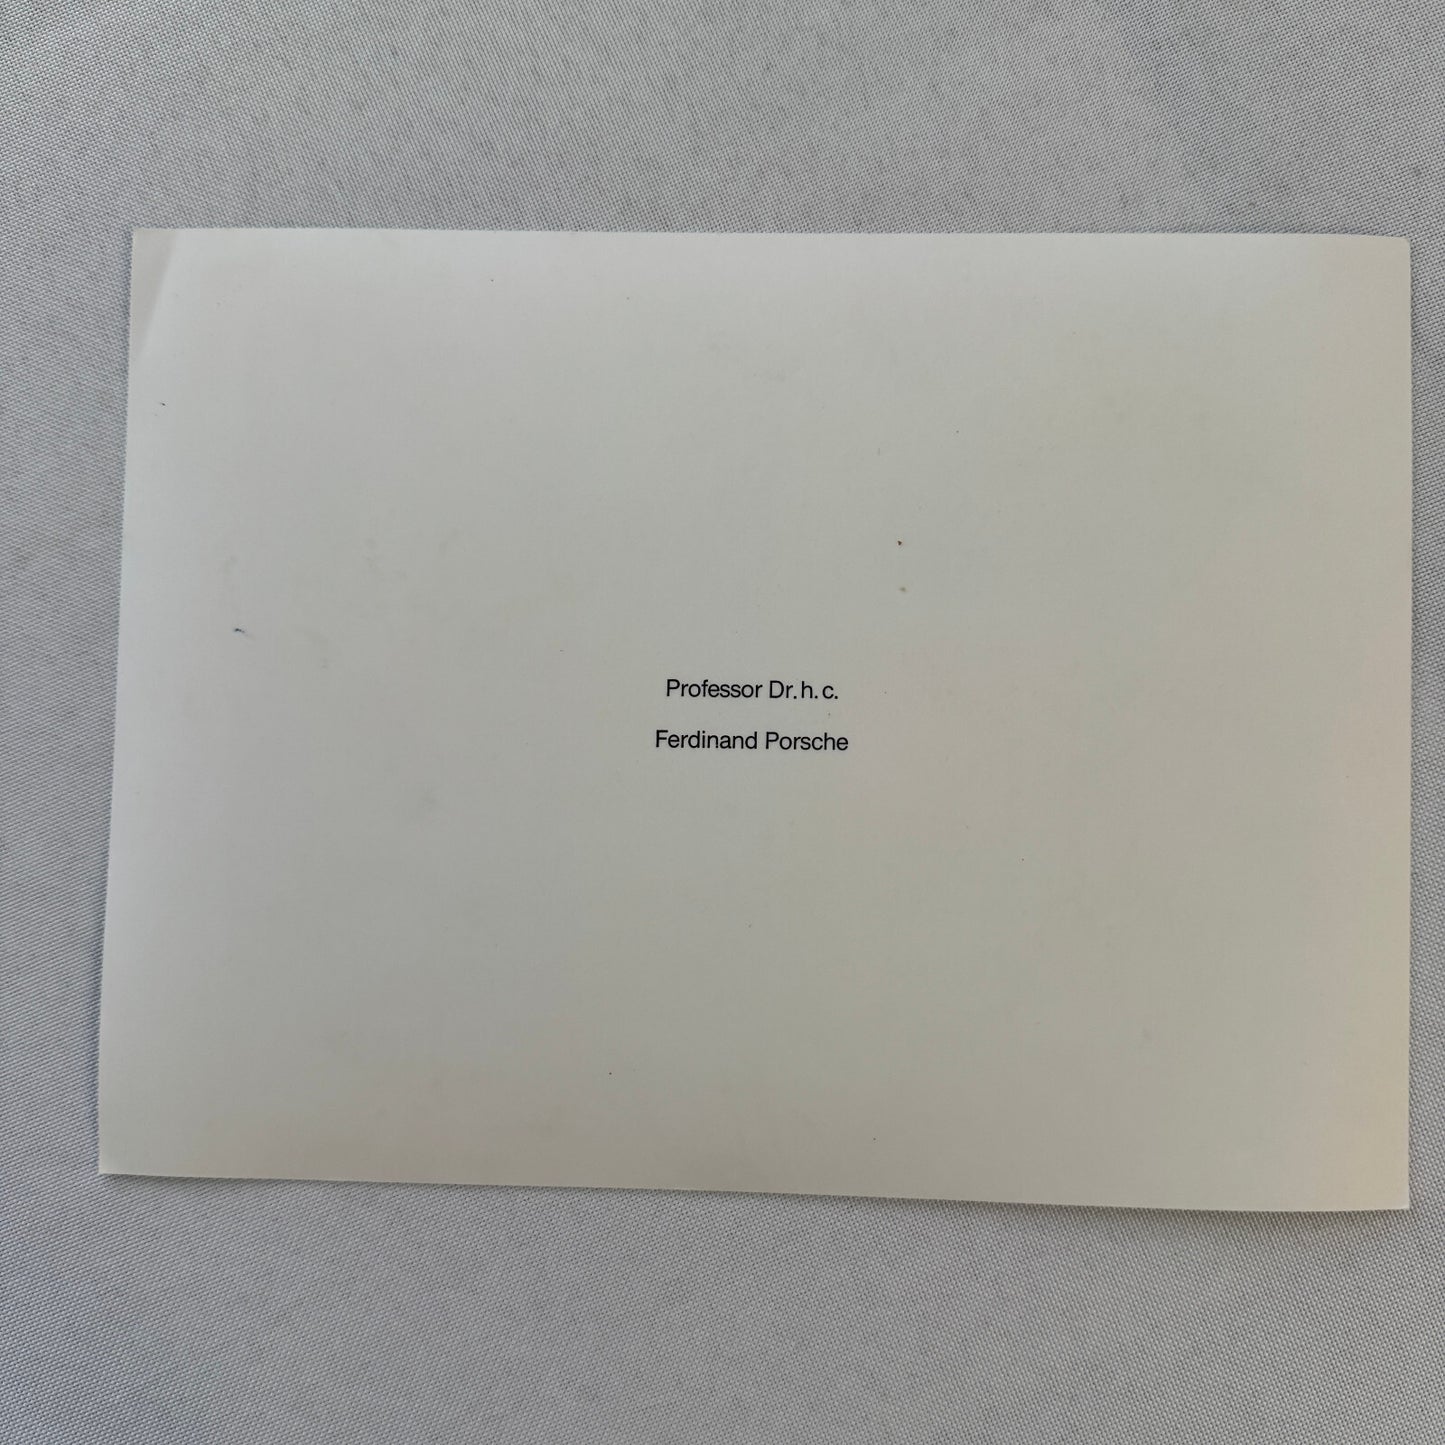 Professor Dr. h. c.
Ferdinand Porsche